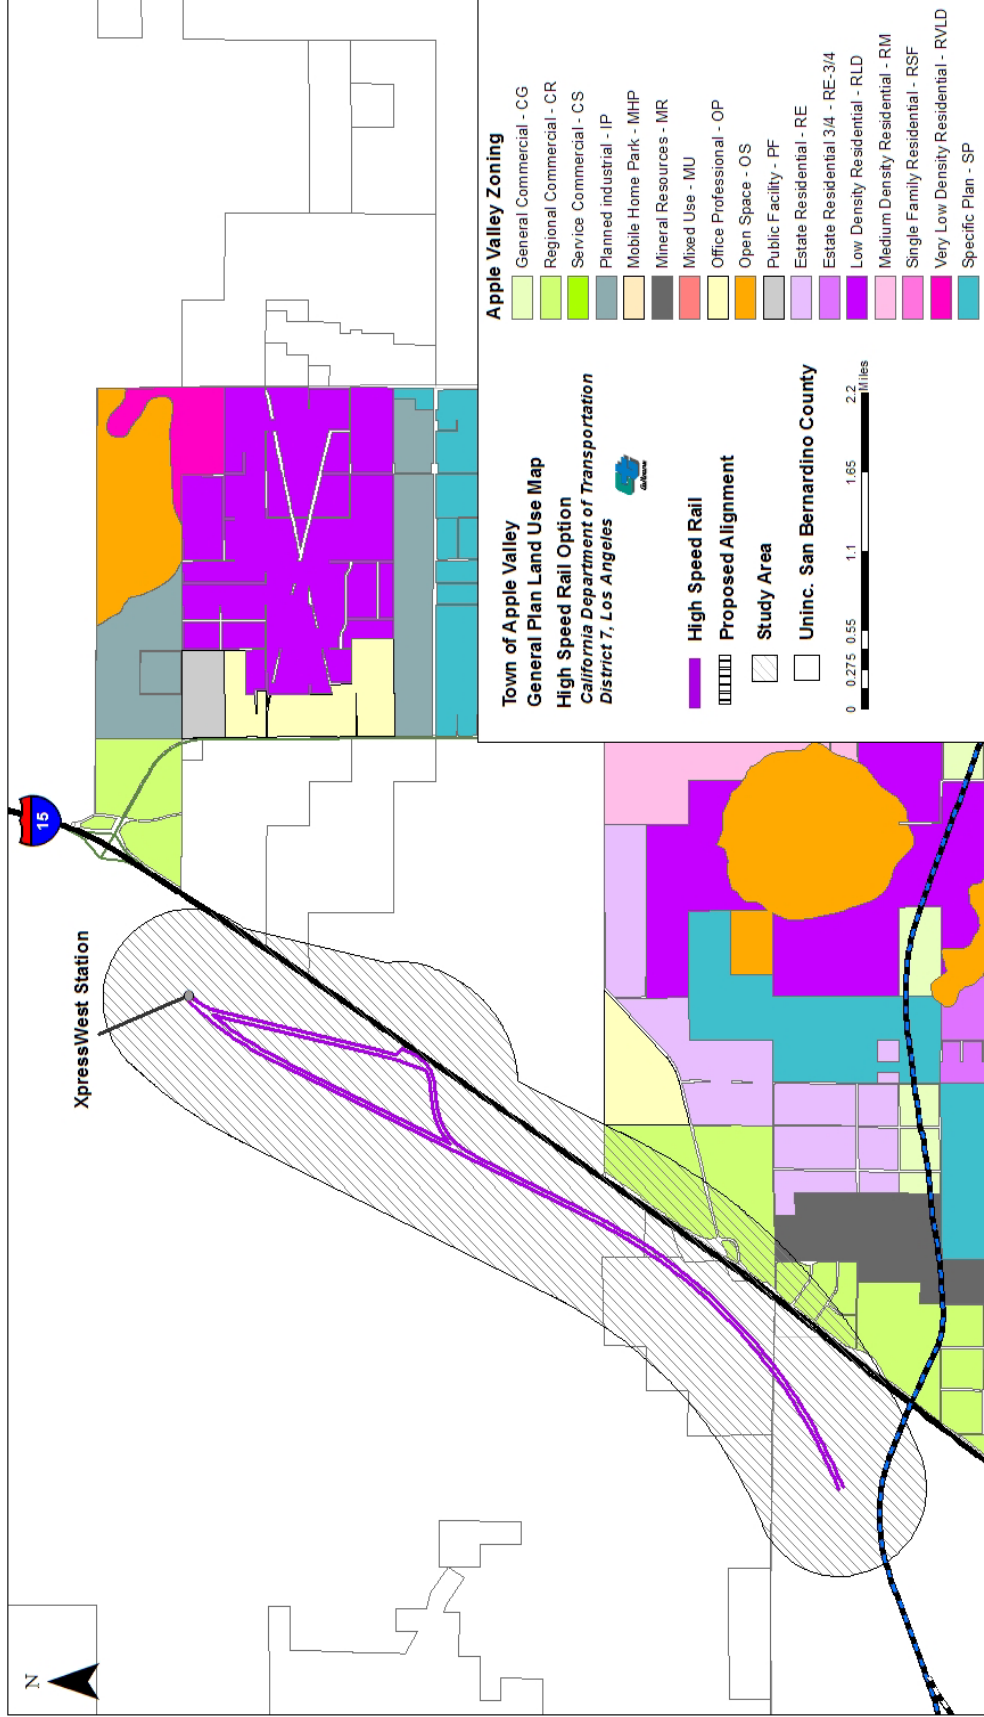 N
XpressWest Station
15
Town of Apple Valley
General Plan Land Use Map
High Speed Rail Option
California Department of Transportation
District 7, Los Angeles
High Speed Rail
Proposed Alignment
Study Area
Uninc. San Bernardino County
0 0.275 0.55 1.1 1.65 2.2
Miles
Apple Valley Zoning
General Commercial - CG
Regional Commercial - CR
Service Commercial - CS
Planned industrial - IP
Mobile Home Park - MHP
Mineral Resources - MR
Mixed Use - MU
Office Professional - OP
Open Space - OS
Public Facility - PF
Estate Residential - RE
Estate Residential 3/4 - RE-3/4
Low Density Residential - RLD
Medium Density Residential - RM
Single Family Residential - RSF
Very Low Density Residential - RVLD
Specific Plan - SP